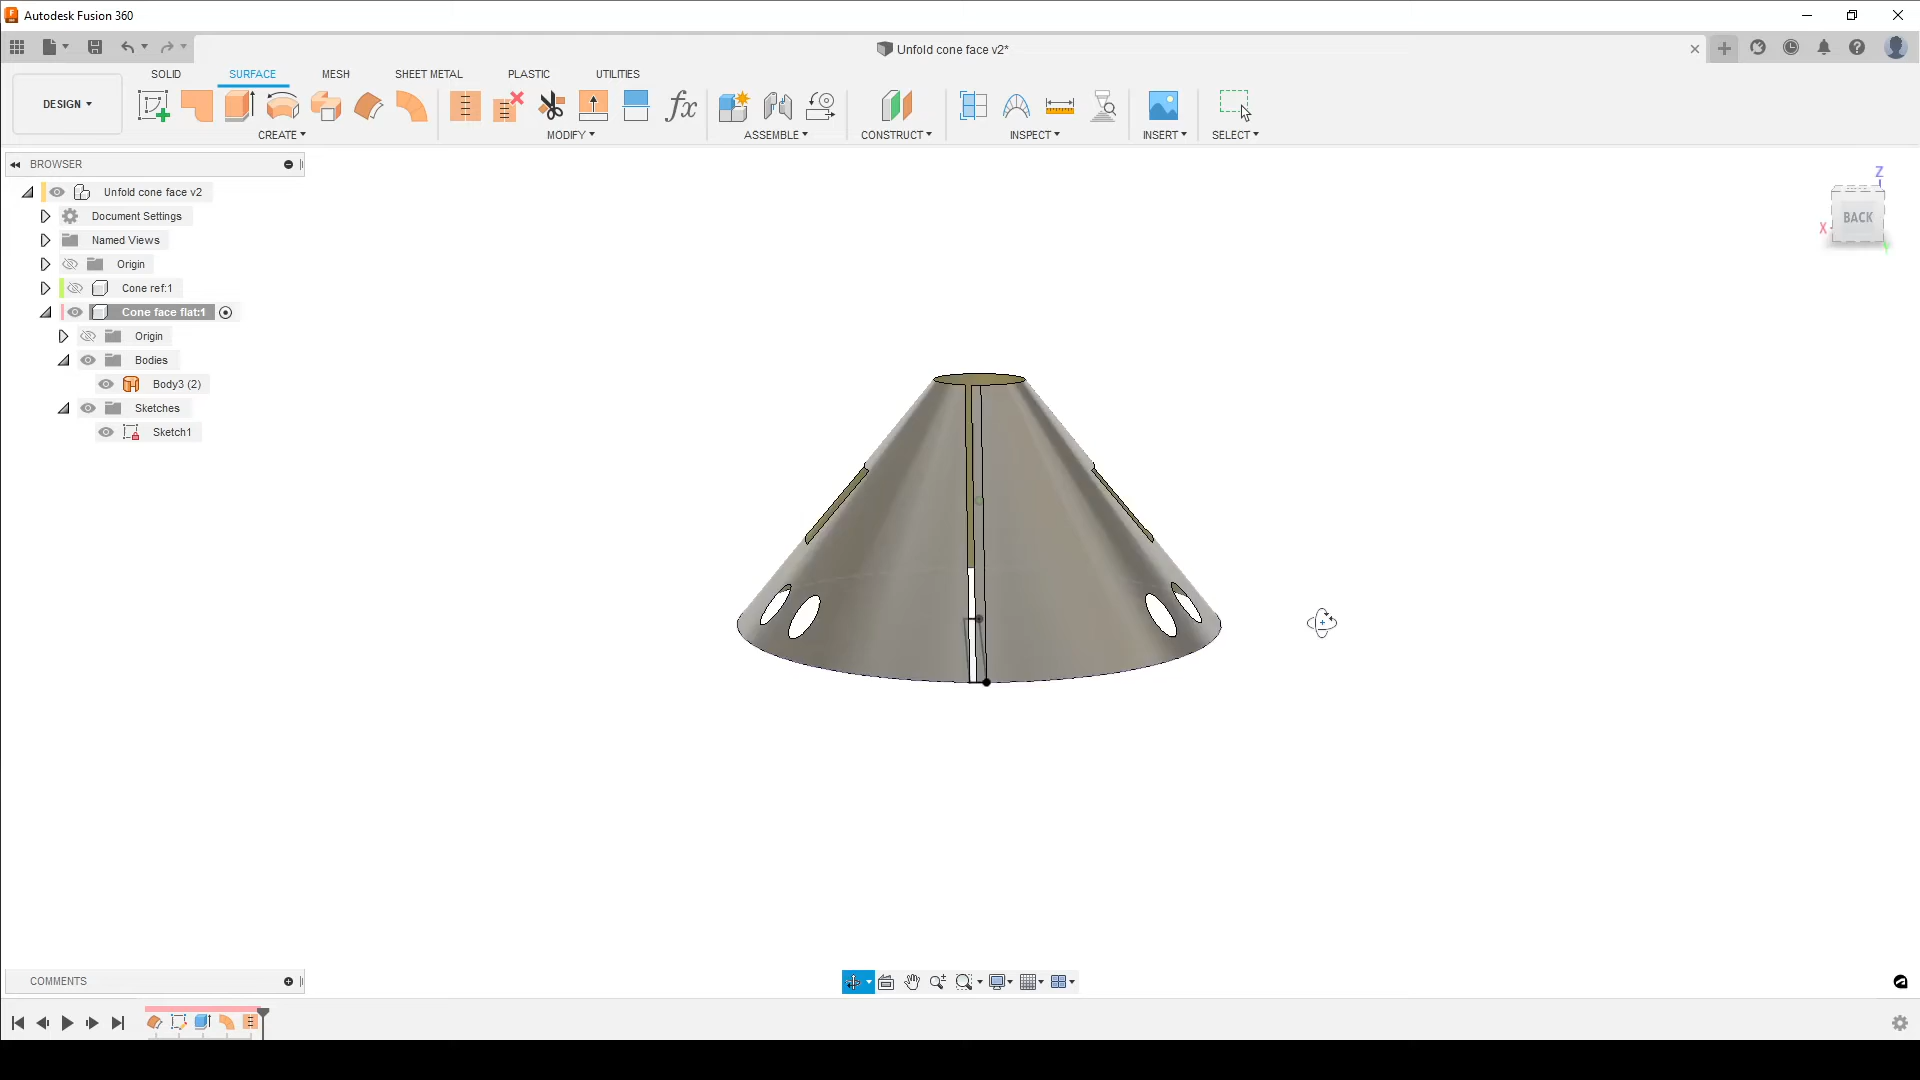 Autodesk Fusion 360
Unfold cone face v2*
SOLID SURFACE MESH SHEET METAL PLASTIC UTILITIES
DESIGN
CREATE MODIFY ASSEMBLE CONSTRUCT INSPECT INSERT SELECT
BROWSER
Unfold cone face v2
Document Settings
Named Views
Origin
Cone ref:1
Cone face flat:1
Origin
Bodies
Body3 (2)
Sketches
Sketch1
Z
BACK
X
COMMENTS